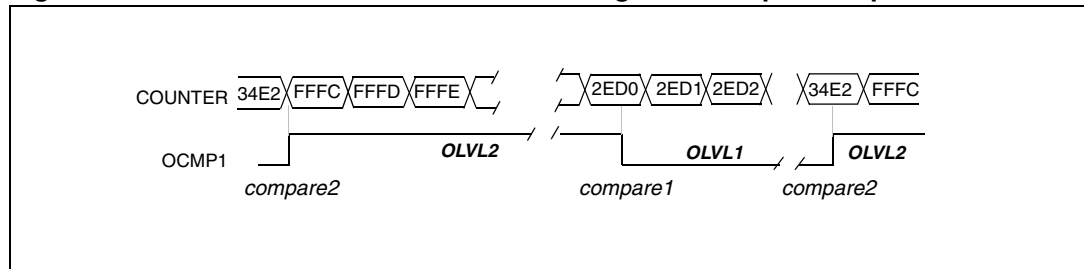 COUNTER 34E2 FFFC FFFD FFFE 2ED0 2ED1 2ED2 34E2 FFFC
OCMP1 OLVL2 OLVL1 OLVL2
compare2 compare1 compare2